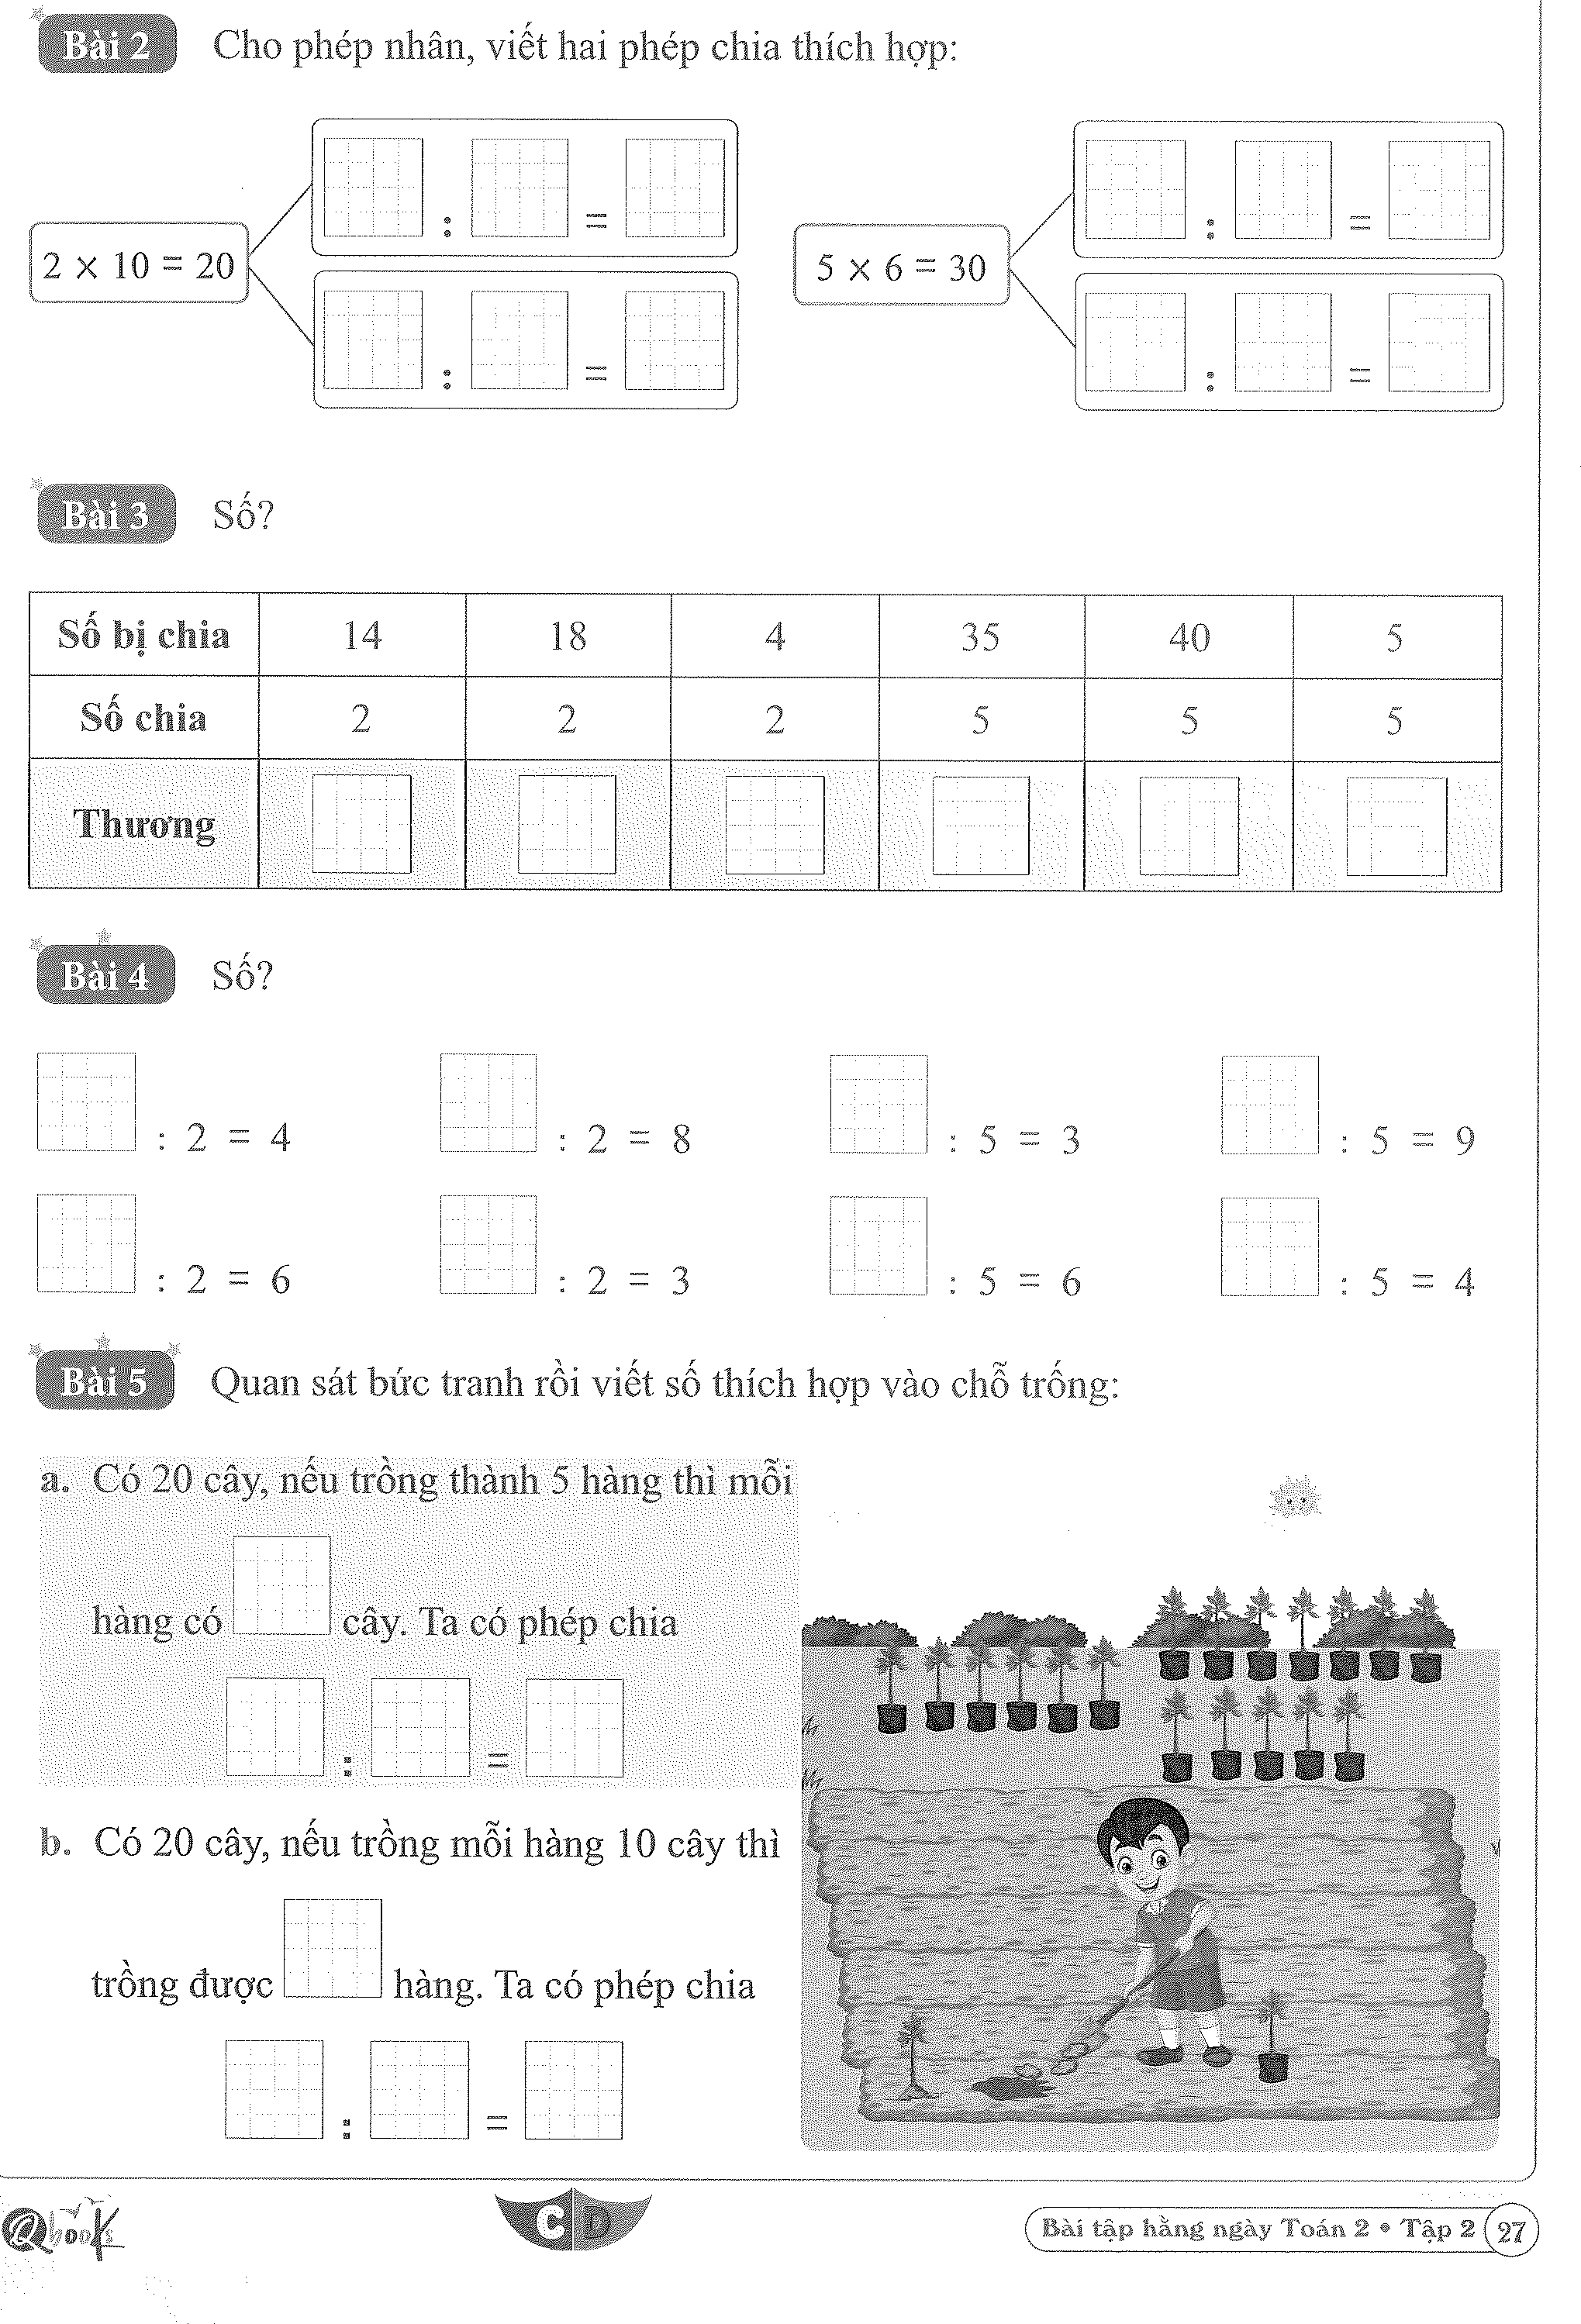 Bài 2 Cho phép nhân, viết hai phép chia thích hợp:
: =
2 × 10 = 20
: =
: =
5 × 6 = 30
: =
Bài 3 Số?
Số bị chia 14 18 4 35 40 5
Số chia 2 2 2 5 5 5
Thương
Bài 4 Số?
: 2 = 4 : 2 = 8 : 5 = 3 : 5 = 9
: 2 = 6 : 2 = 3 : 5 = 6 : 5 = 4
Bài 5 Quan sát bức tranh rồi viết số thích hợp vào chỗ trống:
a. Có 20 cây, nếu trồng thành 5 hàng thì mỗi
hàng có cây. Ta có phép chia
: =
b. Có 20 cây, nếu trồng mỗi hàng 10 cây thì
trồng được hàng. Ta có phép chia
: =
Qbooks CD Bài tập hằng ngày Toán 2 • Tập 2 27